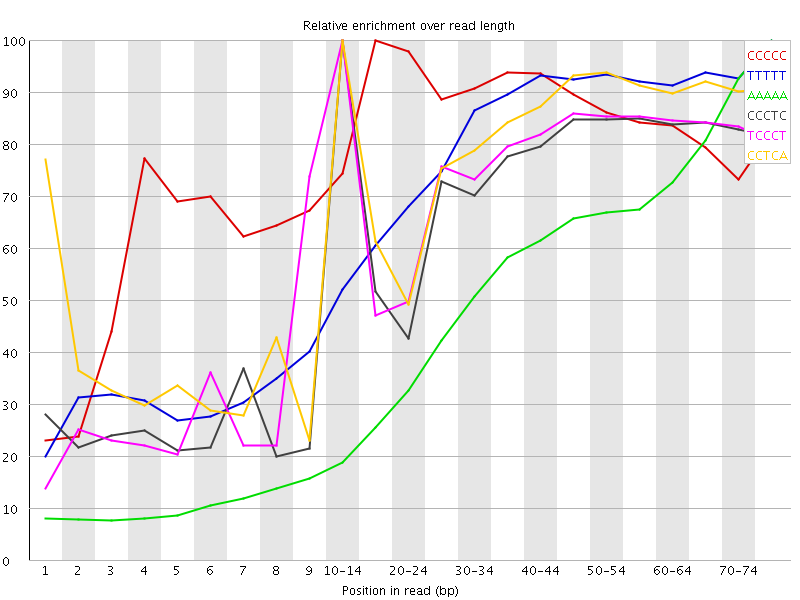 Relative enrichment over read length
100
90
80
70
60
50
40
30
20
10
0
CCCCC
TTTTT
AAAAA
CCCTC
TCCCT
CCTCA
1 2 3 4 5 6 7 8 9 10-14 20-24 30-34 40-44 50-54 60-64 70-74
Position in read (bp)